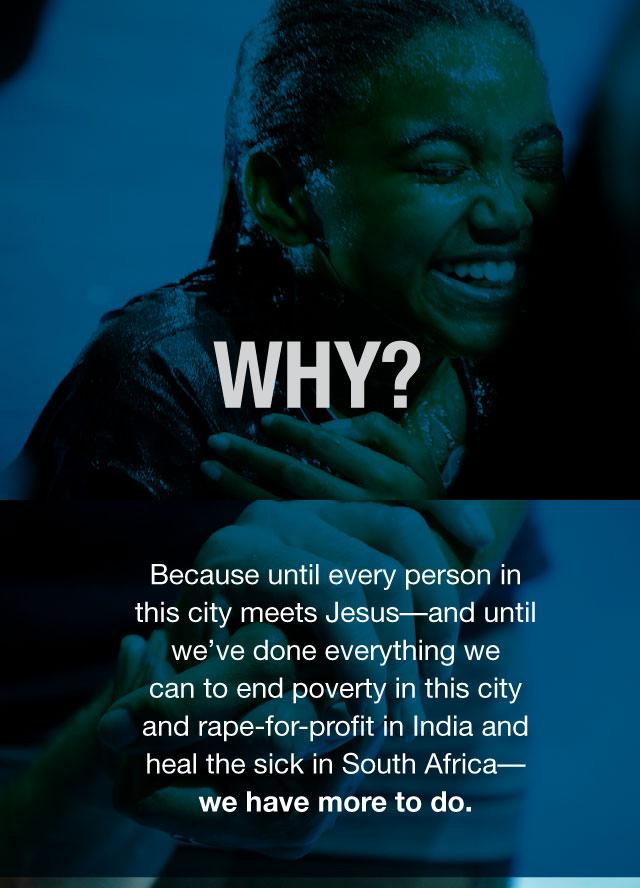 WHY?
Because until every person in
this city meets Jesus—and until
we’ve done everything we
can to end poverty in this city
and rape-for-profit in India and
heal the sick in South Africa—
we have more to do.